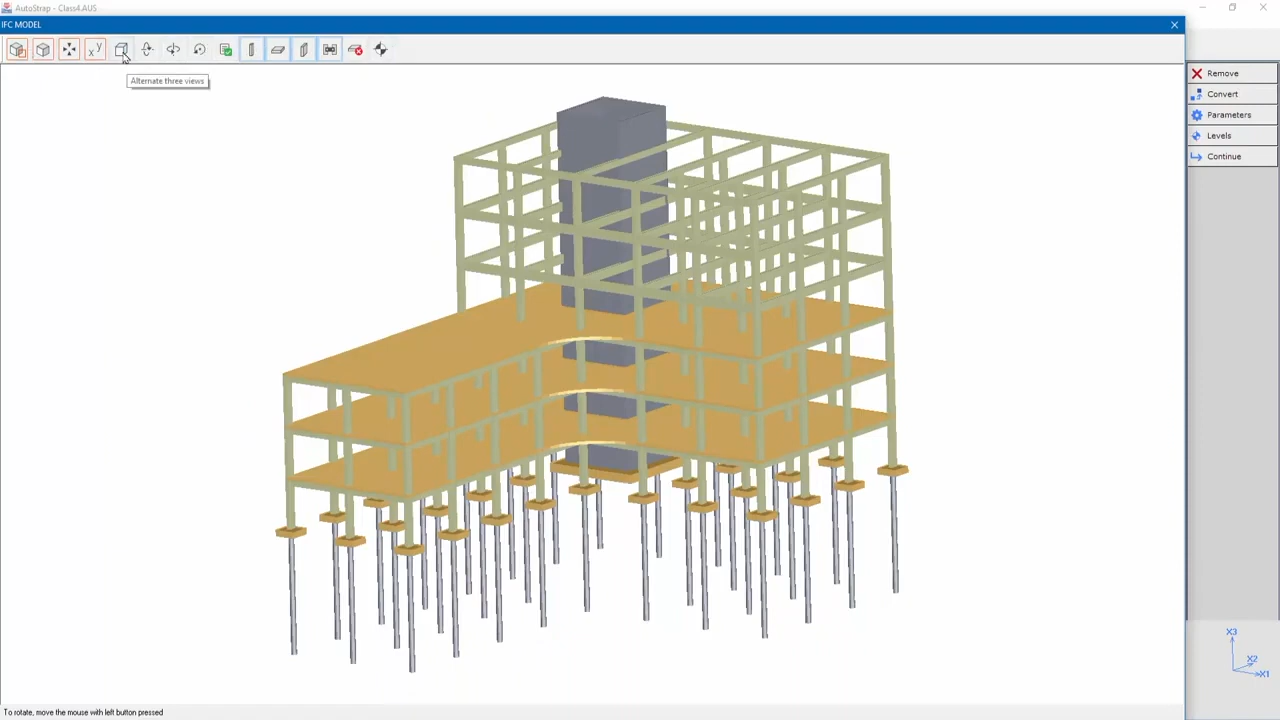 AutoStrap - Class4.AUS
IFC MODEL
x y
Alternate three views
Remove
Convert
Parameters
Levels
Continue
X3
X2
X1
To rotate, move the mouse with left button pressed